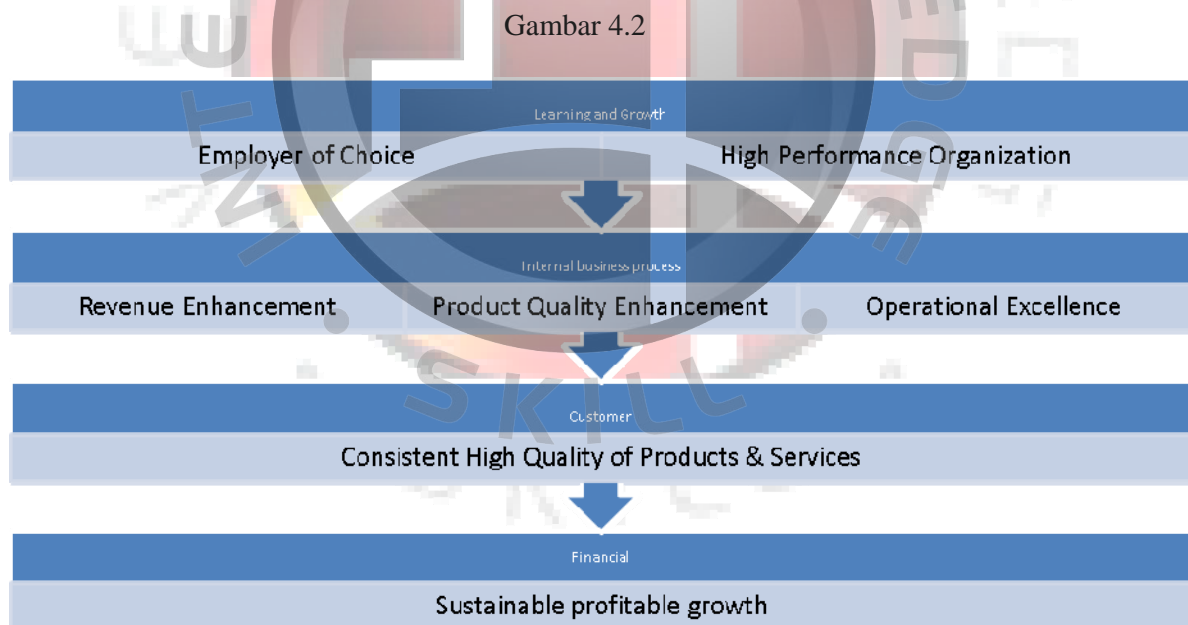 Gambar 4.2
Learning and Growth
Employer of Choice
High Performance Organization
Internal business process
Revenue Enhancement
Product Quality Enhancement
Operational Excellence
SKILL
Customer
Consistent High Quality of Products & Services
Financial
Sustainable profitable growth